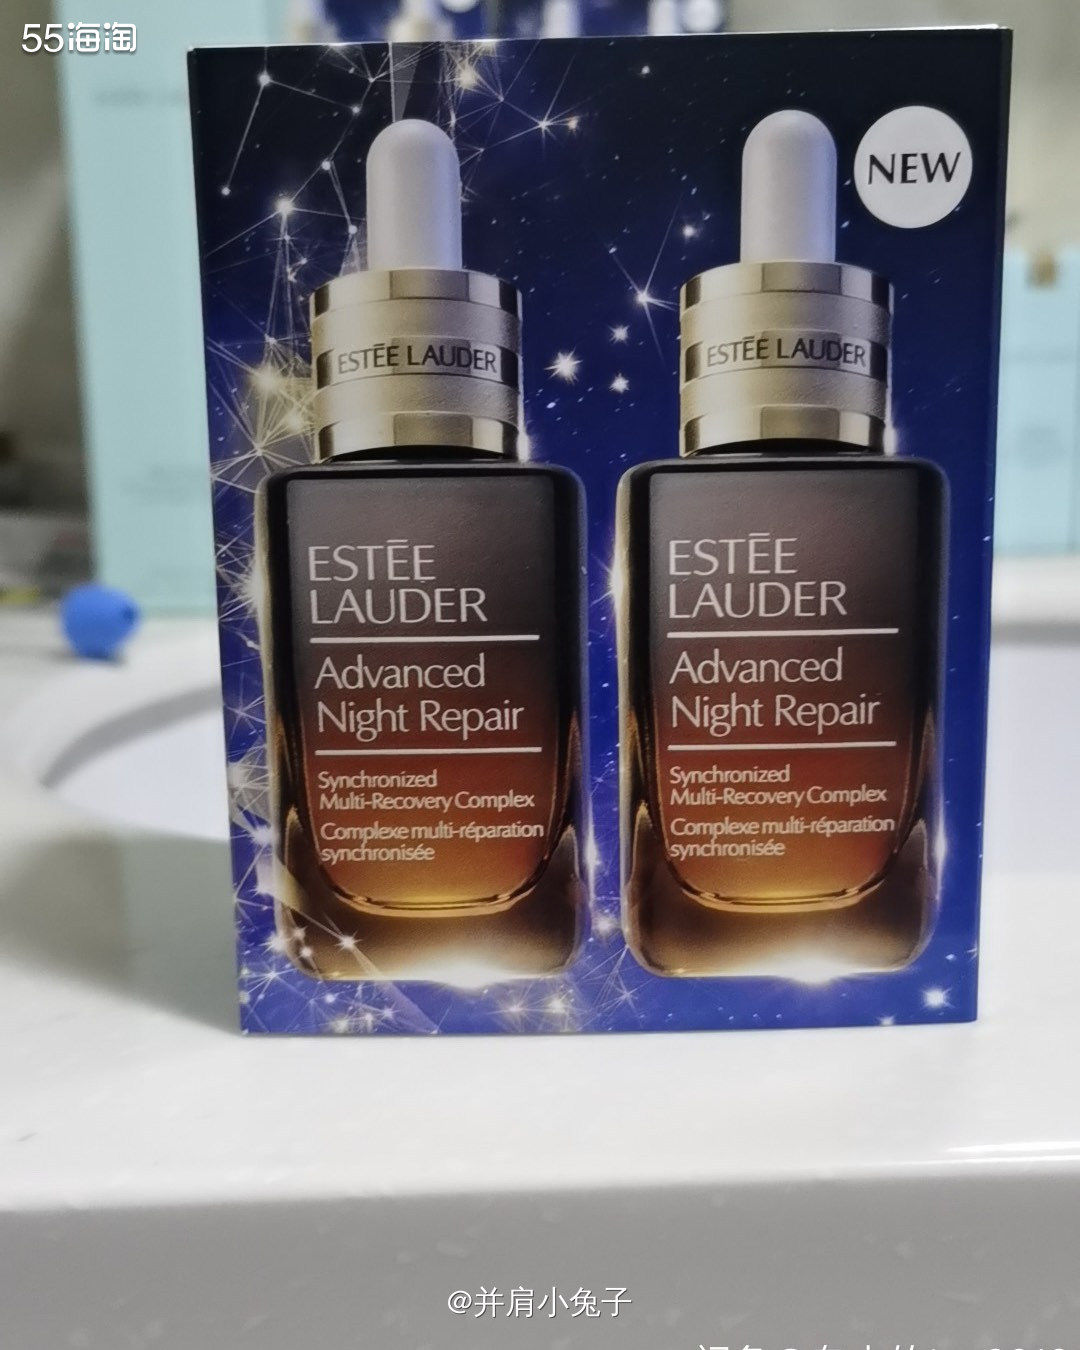 55海淘
NEW
ESTĒE LAUDER
ESTĒE LAUDER
ESTĒE
LAUDER
Advanced
Night Repair
Synchronized
Multi-Recovery Complex
Complexe multi-réparation
synchronisée
ESTĒE
LAUDER
Advanced
Night Repair
Synchronized
Multi-Recovery Complex
Complexe multi-réparation
synchronisée
@并肩小兔子